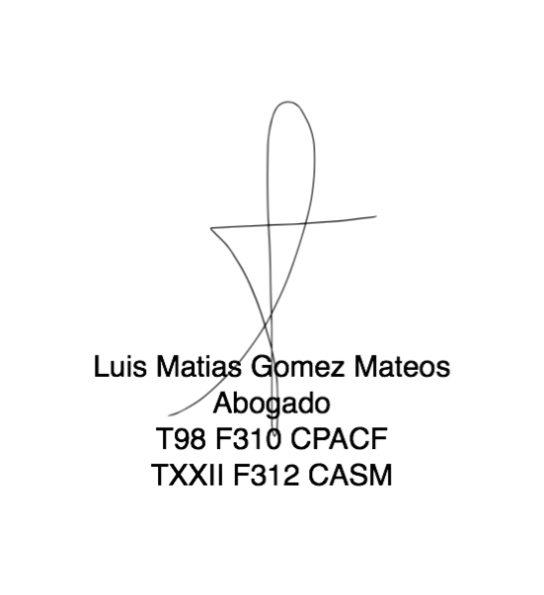 Luis Matias Gomez Mateos
Abogado
T98 F310 CPACF
TXXII F312 CASM